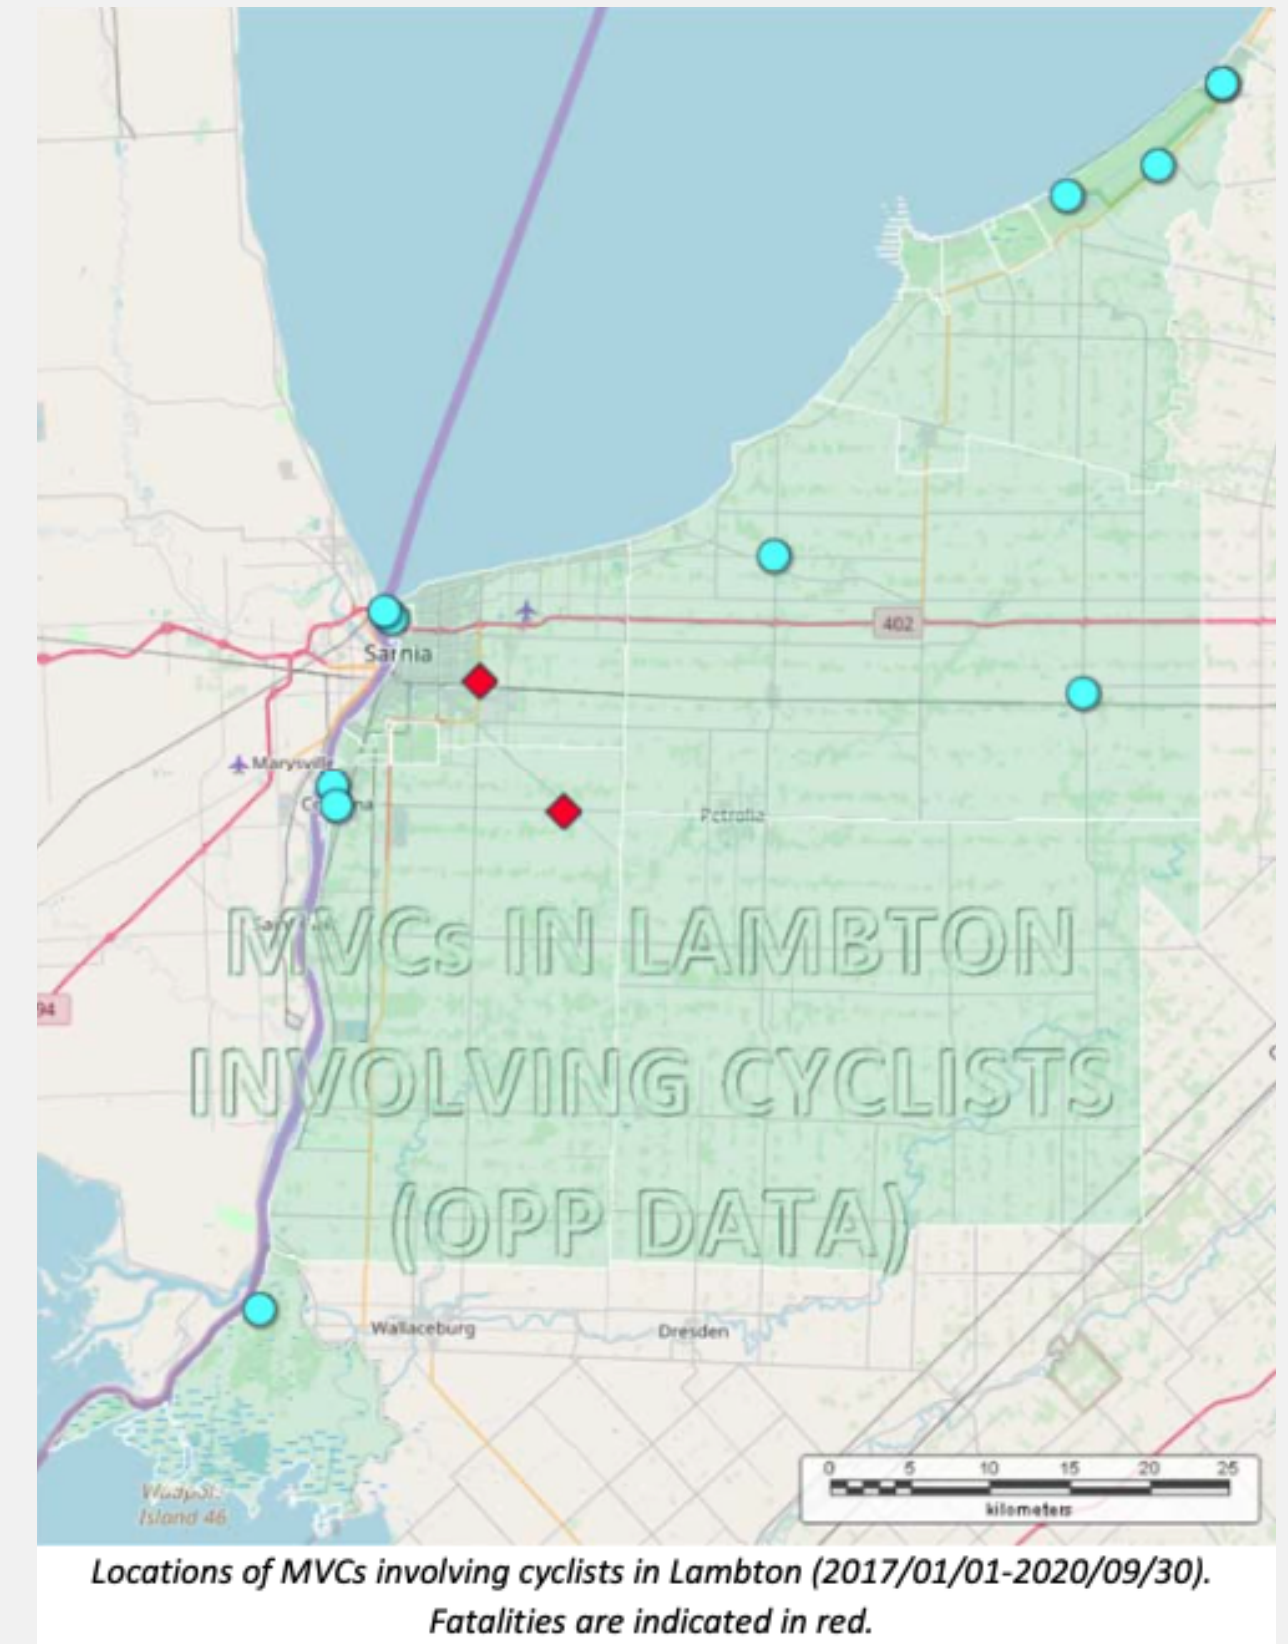 402
Sarnia
Marysville
Petrolia
MVCs IN LAMBTON
94
INVOLVING CYCLISTS
(OPP DATA)
Wallaceburg
Dresden
0 5 10 15 20 25
kilometers
Island 46
Locations of MVCs involving cyclists in Lambton (2017/01/01-2020/09/30).
Fatalities are indicated in red.